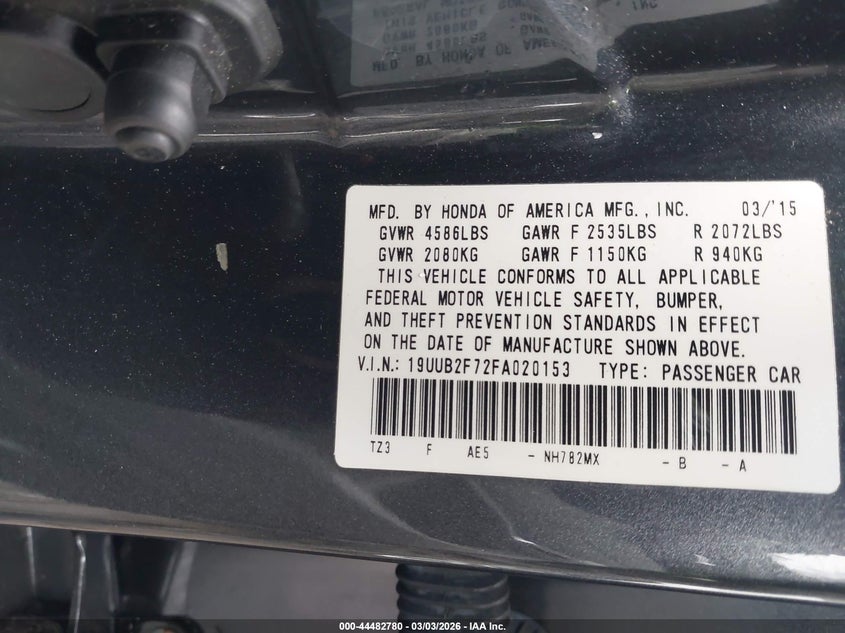 MFD. BY HONDA OF AMERICA MFG., INC. 03/'15
GVWR 4586LBS GAWR F 2535LBS R 2072LBS
GVWR 2080KG GAWR F 1150KG R 940KG
THIS VEHICLE CONFORMS TO ALL APPLICABLE
FEDERAL MOTOR VEHICLE SAFETY, BUMPER,
AND THEFT PREVENTION STANDARDS IN EFFECT
ON THE DATE OF MANUFACTURE SHOWN ABOVE.
V.I.N.: 19UUB2F72FA020153 TYPE: PASSENGER CAR
TZ3 F AE5 - NH782MX - B - A
000-44482780 - 03/03/2026 - IAA Inc.